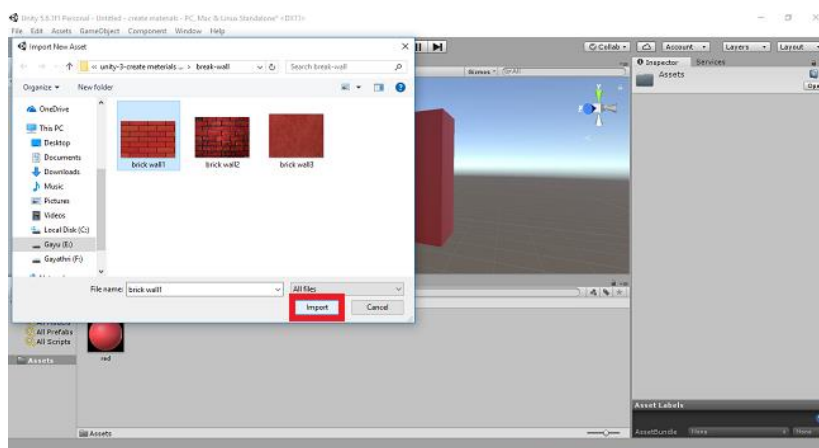 Unity 5.6.1f1 Personal - Untitled - create materials - PC, Mac & Linux Standalone* <DX11>
File Edit Assets GameObject Component Window Help
Import New Asset
Collab
Account
Layers
Layout
« unity-3-create materials ... > break-wall
Search break-wall
Inspector
Services
Gizmos
Assets
Organize
New folder
OneDrive
This PC
Desktop
Documents
Downloads
Music
Pictures
Videos
Local Disk (C:)
Gayu (E:)
Gayathri (F:)
brick wall1
brick wall2
brick wall3
File name:
brick wall1
All files
Import
Cancel
All Prefabs
All Scripts
Assets
red
Assets
Asset Labels
AssetBundle
None
None